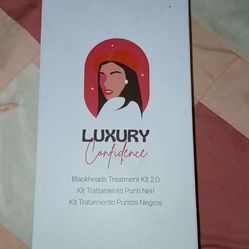 LUXURY
Confidence
Blackheads Treatment Kit 2.0
Kit Trattamento Punti Neri
Kit Tratamiento Puntos Negros